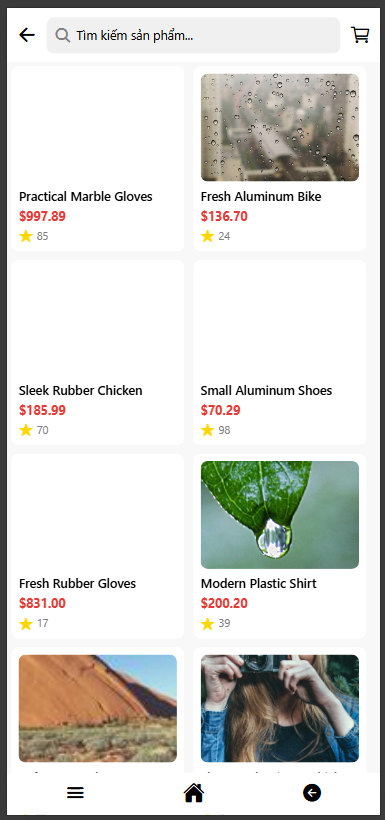 Tìm kiếm sản phẩm...
Practical Marble Gloves
$997.89
85
Fresh Aluminum Bike
$136.70
24
Sleek Rubber Chicken
$185.99
70
Small Aluminum Shoes
$70.29
98
Fresh Rubber Gloves
$831.00
17
Modern Plastic Shirt
$200.20
39